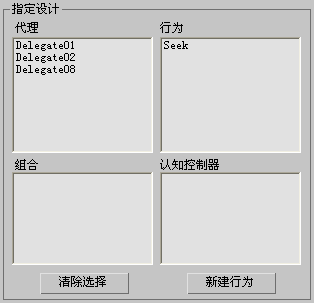 指定设计
代理
行为
Delegate01
Delegate02
Delegate08
Seek
组合
认知控制器
清除选择
新建行为